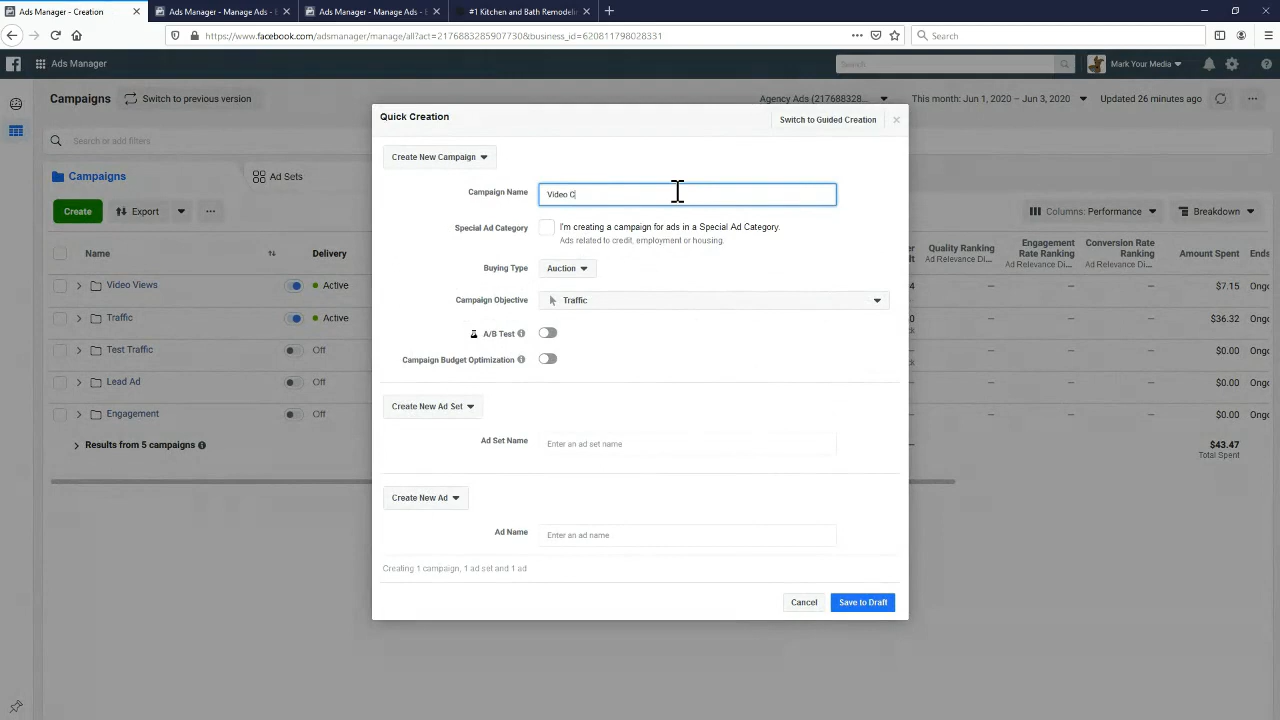 Ads Manager - Creation
Ads Manager - Manage Ads - E
Ads Manager - Manage Ads - E
#1 Kitchen and Bath Remodelin
https://www.facebook.com/adsmanager/manage/all?act=2176883285907730&business_id=620811798028331
Search
Ads Manager
Search
Mark Your Media
Campaigns
Switch to previous version
Agency Ads (217688328...
This month: Jun 1, 2020 – Jun 3, 2020
Updated 26 minutes ago
Quick Creation
Switch to Guided Creation
Search or add filters
Create New Campaign
Campaigns
Ad Sets
Campaign Name
Video C
Create
Export
Columns: Performance
Breakdown
Special Ad Category
I'm creating a campaign for ads in a Special Ad Category.
Ads related to credit, employment or housing.
Name
Delivery
Quality Ranking
Ad Relevance Di...
Engagement Rate Ranking
Ad Relevance Di...
Conversion Rate Ranking
Ad Relevance Di...
Amount Spent
Ends
Buying Type
Auction
Video Views
Active
$7.15
Ongo
Campaign Objective
Traffic
Traffic
Active
$36.32
Ongo
A/B Test
Test Traffic
Off
$0.00
Ongo
Campaign Budget Optimization
Lead Ad
Off
$0.00
Ongo
Create New Ad Set
Engagement
Off
$0.00
Ongo
Ad Set Name
Enter an ad set name
Results from 5 campaigns
$43.47
Total Spent
Create New Ad
Ad Name
Enter an ad name
Creating 1 campaign, 1 ad set and 1 ad
Cancel
Save to Draft